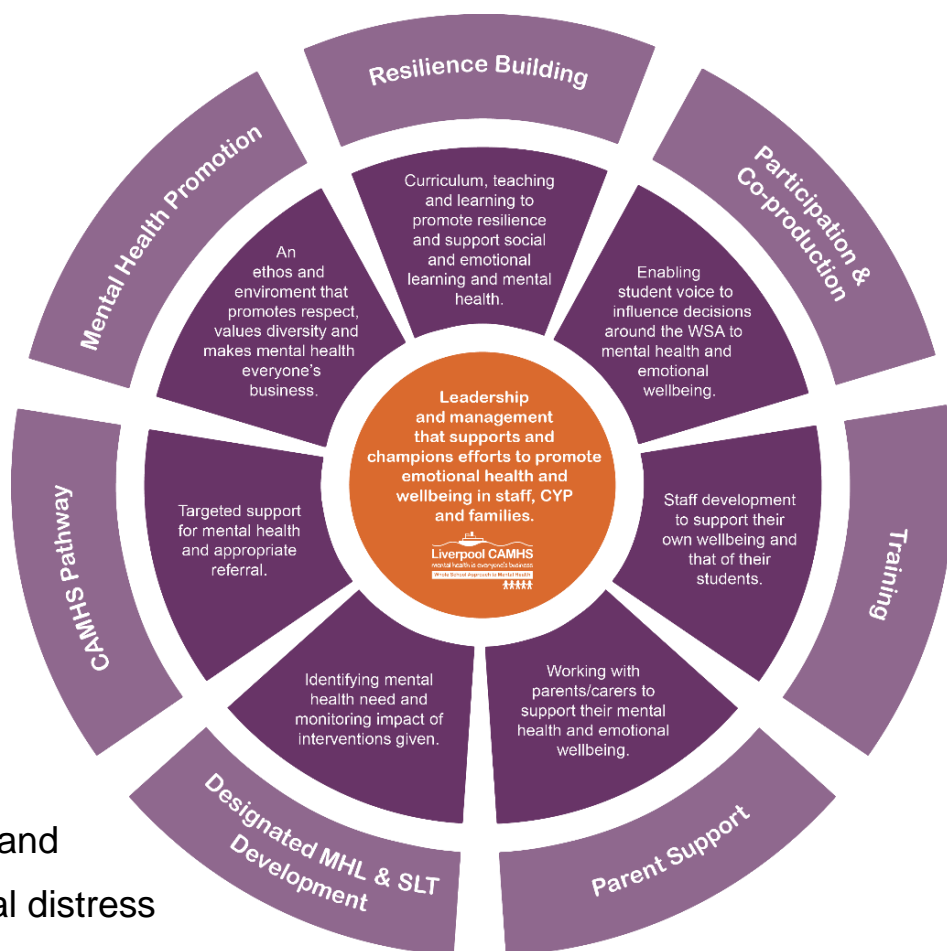 Resilience Building
Curriculum, teaching
and learning to
promote resilience
and support social
and emotional
learning and mental
health.
Participation &
Co-production
Enabling
student voice to
influence decisions
around the WSA to
mental health and
emotional
wellbeing.
Training
Staff development
to support their
own wellbeing and
that of their
students.
Parent Support
Working with
parents/carers to
support their mental
health and emotional
wellbeing.
Designated MHL & SLT
Development
Identifying mental
health need and
monitoring impact of
interventions given.
CAMHS Pathway
Targeted support
for mental health
and appropriate
referral.
Mental Health Promotion
An
ethos and
enviroment that
promotes respect,
values diversity and
makes mental health
everyone's
business.
Leadership
and management
that supports and
champions efforts to promote
emotional health and
wellbeing in staff, CYP
and families.
Liverpool CAMHS
mental health is everyone's business
Whole School Approach to Mental Health
and
al distress